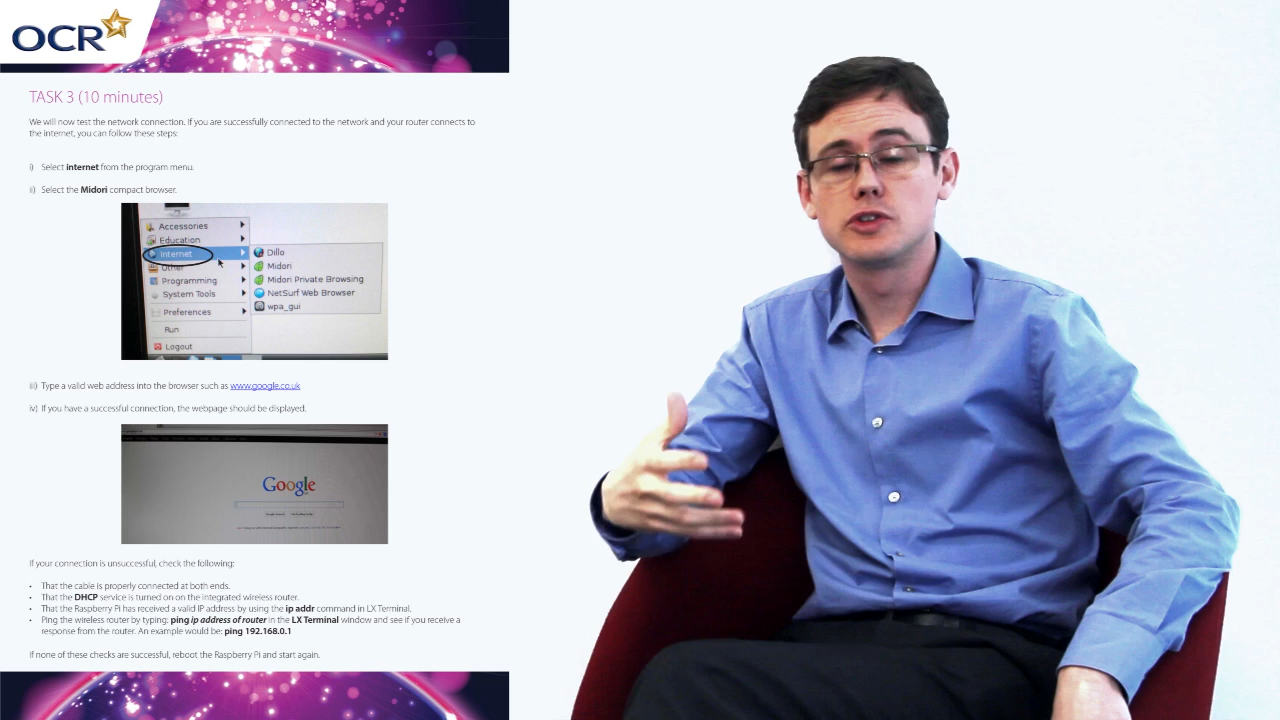 OCR
TASK 3 (10 minutes)
We will now test the network connection. If you are successfully connected to the network and your router connects to
the internet, you can follow these steps:
i) Select internet from the program menu.
ii) Select the Midori compact browser.
Accessories
Education
Internet
Other
Programming
System Tools
Preferences
Run
Logout
Dillo
Midori
Midori Private Browsing
NetSurf Web Browser
wpa_gui
iii) Type a valid web address into the browser such as www.google.co.uk
iv) If you have a successful connection, the webpage should be displayed.
Google
If your connection is unsuccessful, check the following:
• That the cable is properly connected at both ends.
• That the DHCP service is turned on on the integrated wireless router.
• That the Raspberry Pi has received a valid IP address by using the ip addr command in LX Terminal.
• Ping the wireless router by typing: ping ip address of router in the LX Terminal window and see if you receive a
response from the router. An example would be: ping 192.168.0.1
If none of these checks are successful, reboot the Raspberry Pi and start again.